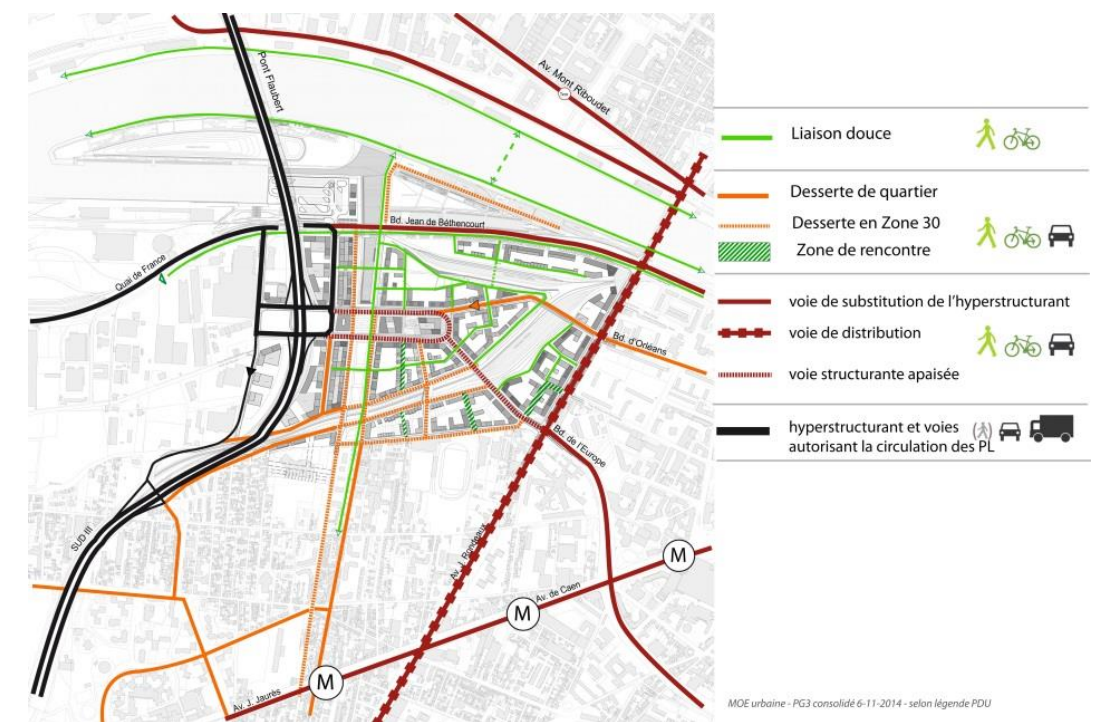 Pont Flaubert
Av. Mont Riboudet
Bd. Jean de Béthencourt
Quai de France
Bd. d'Orléans
Bd. de l'Europe
SUD III
Av. J. Rondeaux
M
Av. de Caen
M
M
Av. J. Jaurès
Liaison douce
Desserte de quartier
Desserte en Zone 30
Zone de rencontre
voie de substitution de l'hyperstructurant
voie de distribution
voie structurante apaisée
hyperstructurant et voies
autorisant la circulation des PL
MOE urbaine - PG3 consolidé 6-11-2014 - selon légende PDU